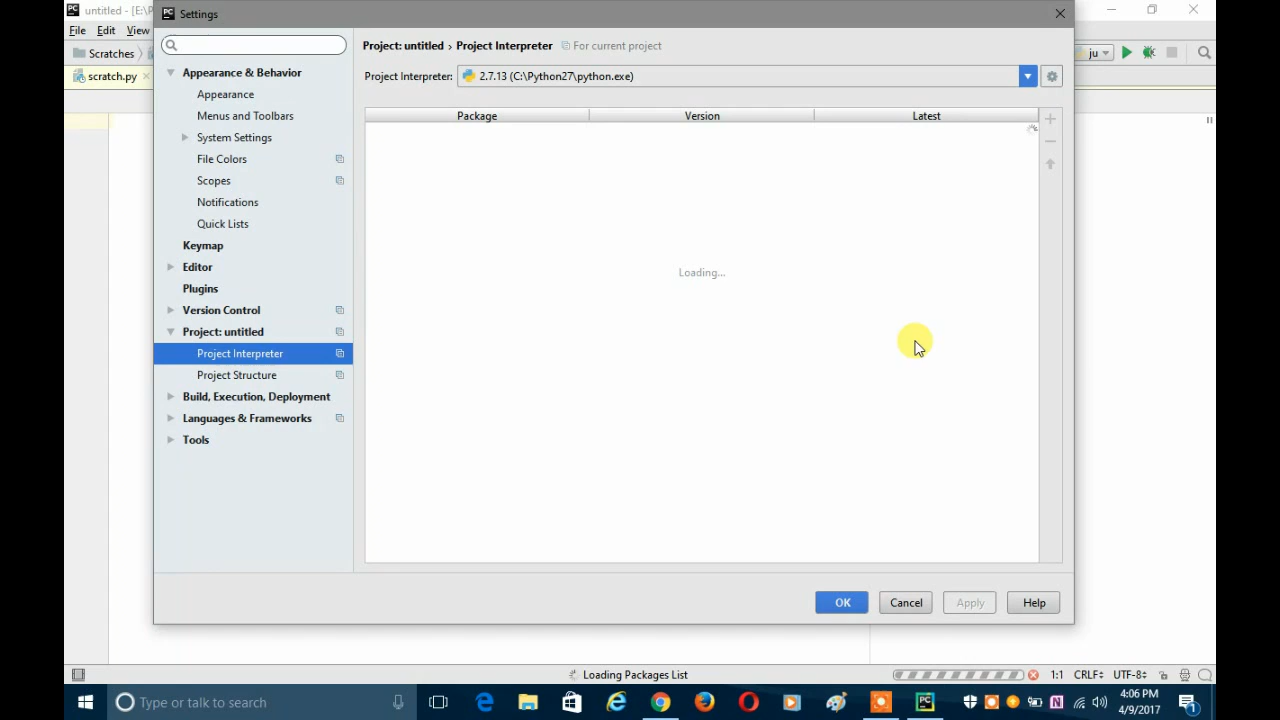 untitled - [E:\P
File Edit View
Scratches
scratch.py
ju
PC Settings
Appearance & Behavior
Appearance
Menus and Toolbars
System Settings
File Colors
Scopes
Notifications
Quick Lists
Keymap
Editor
Plugins
Version Control
Project: untitled
Project Interpreter
Project Structure
Build, Execution, Deployment
Languages & Frameworks
Tools
Project: untitled › Project Interpreter For current project
Project Interpreter: 2.7.13 (C:\Python27\python.exe)
Package Version Latest
Loading...
OK Cancel Apply Help
Loading Packages List
1:1 CRLF UTF-8
Type or talk to search
4:06 PM
4/9/2017
1